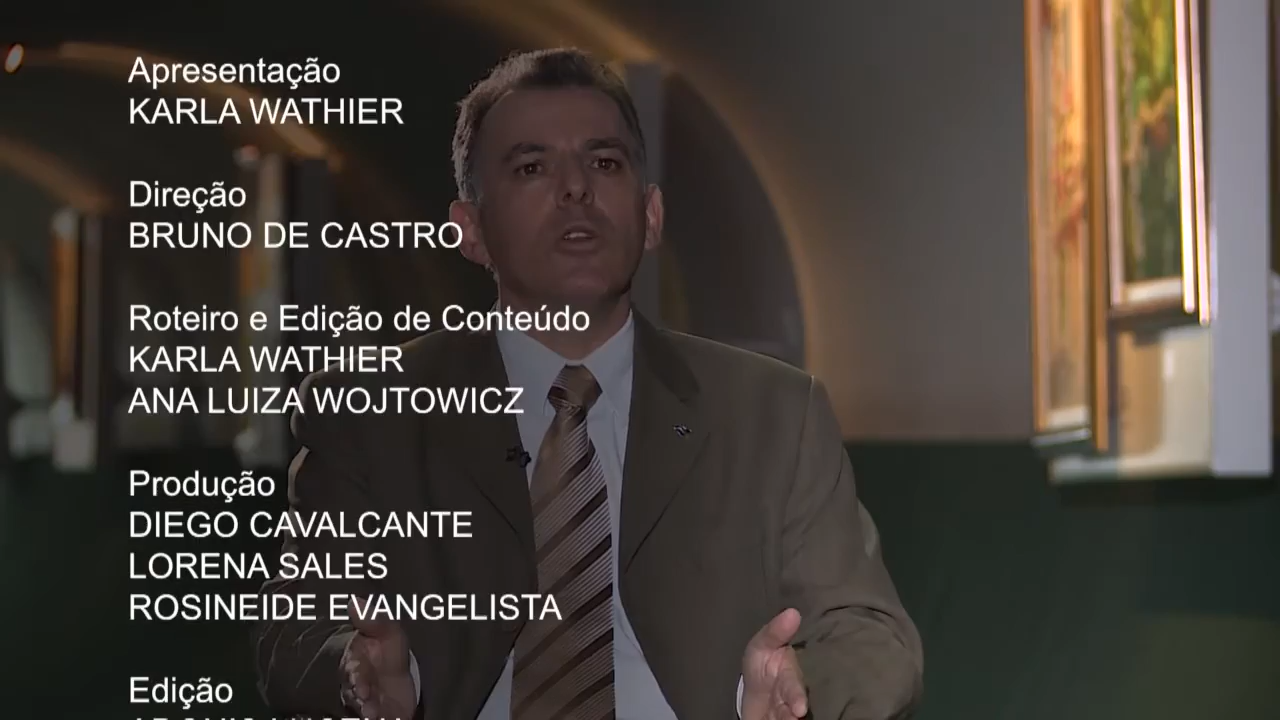 Apresentação
KARLA WATHIER
Direção
BRUNO DE CASTRO
Roteiro e Edição de Conteúdo
KARLA WATHIER
ANA LUIZA WOJTOWICZ
Produção
DIEGO CAVALCANTE
LORENA SALES
ROSINEIDE EVANGELISTA
Edição